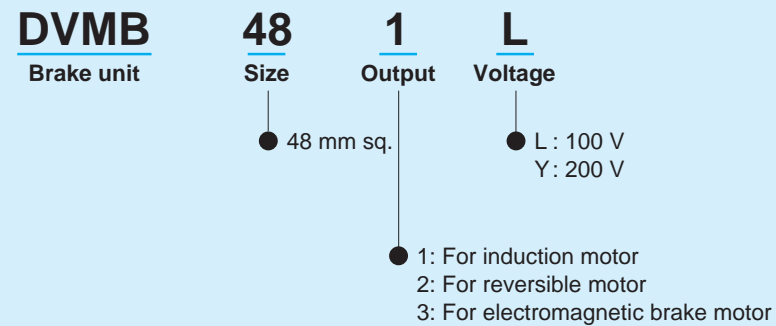 DVMB 48 1 L
Brake unit Size Output Voltage
48 mm sq.
L : 100 V
Y : 200 V
1: For induction motor
2: For reversible motor
3: For electromagnetic brake motor